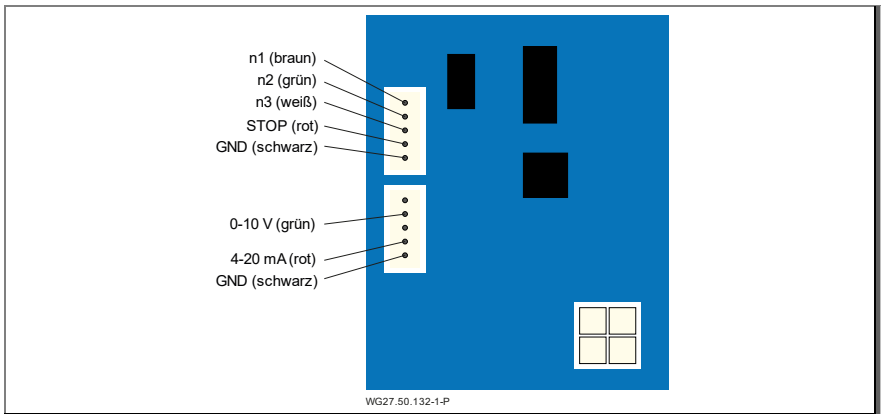 n1 (braun)
n2 (grün)
n3 (weiß)
STOP (rot)
GND (schwarz)
0-10 V (grün)
4-20 mA (rot)
GND (schwarz)
WG27.50.132-1-P